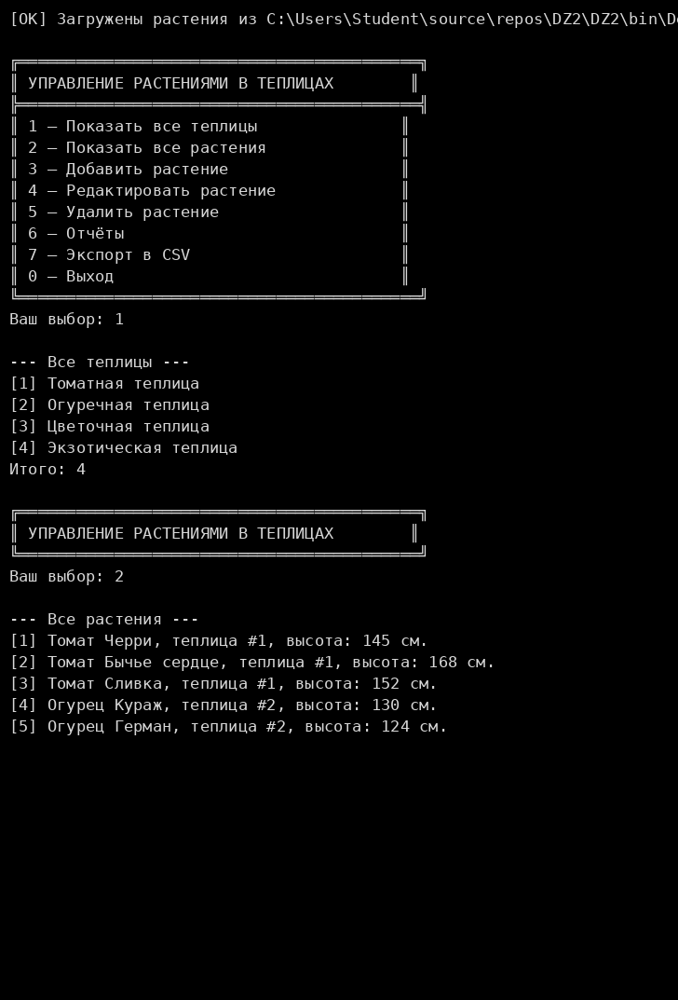 [OK] Загружены растения из C:\Users\Student\source\repos\DZ2\DZ2\bin\D
УПРАВЛЕНИЕ РАСТЕНИЯМИ В ТЕПЛИЦАХ
1 — Показать все теплицы
2 — Показать все растения
3 — Добавить растение
4 — Редактировать растение
5 — Удалить растение
6 — Отчёты
7 — Экспорт в CSV
0 — Выход
Ваш выбор: 1
--- Все теплицы ---
[1] Томатная теплица
[2] Огуречная теплица
[3] Цветочная теплица
[4] Экзотическая теплица
Итого: 4
УПРАВЛЕНИЕ РАСТЕНИЯМИ В ТЕПЛИЦАХ
Ваш выбор: 2
--- Все растения ---
[1] Томат Черри, теплица #1, высота: 145 см.
[2] Томат Бычье сердце, теплица #1, высота: 168 см.
[3] Томат Сливка, теплица #1, высота: 152 см.
[4] Огурец Кураж, теплица #2, высота: 130 см.
[5] Огурец Герман, теплица #2, высота: 124 см.